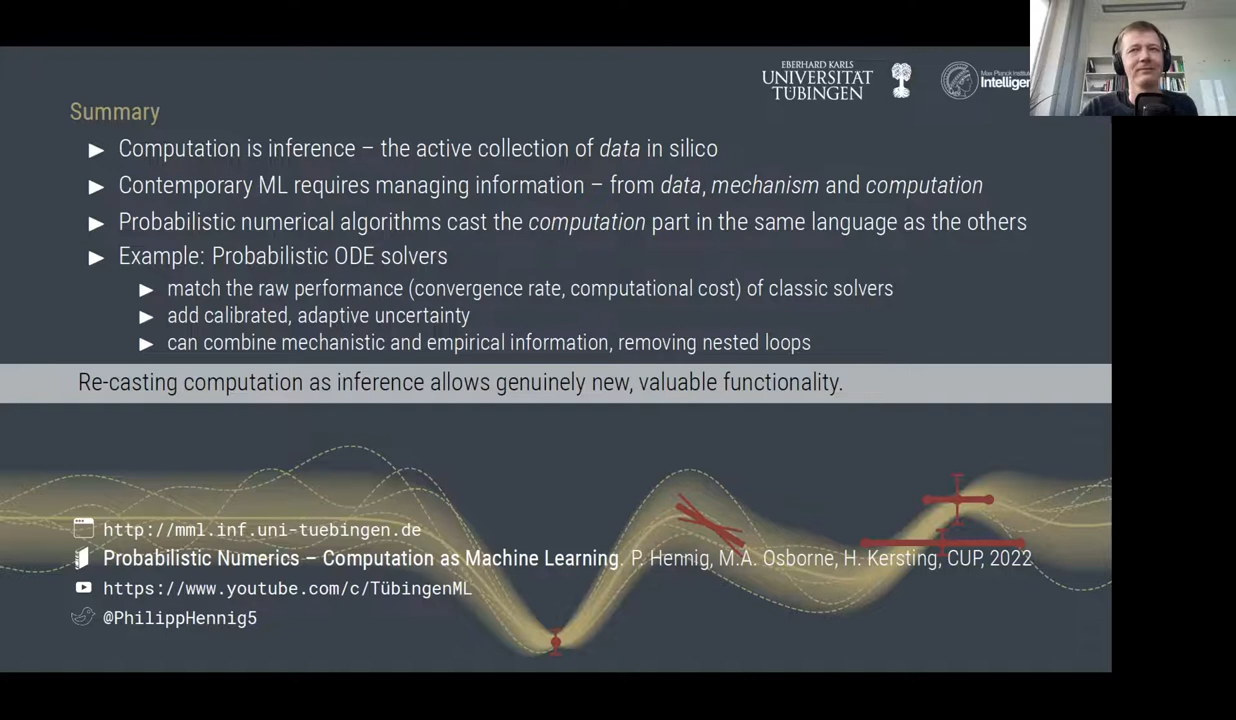 EBERHARD KARLS
UNIVERSITÄT
TÜBINGEN
Max Planck Institute
Intelligen
Summary
Computation is inference – the active collection of data in silico
Contemporary ML requires managing information – from data, mechanism and computation
Probabilistic numerical algorithms cast the computation part in the same language as the others
Example: Probabilistic ODE solvers
match the raw performance (convergence rate, computational cost) of classic solvers
add calibrated, adaptive uncertainty
can combine mechanistic and empirical information, removing nested loops
Re-casting computation as inference allows genuinely new, valuable functionality.
http://mml.inf.uni-tuebingen.de
Probabilistic Numerics – Computation as Machine Learning. P. Hennig, M.A. Osborne, H. Kersting, CUP, 2022
https://www.youtube.com/c/TübingenML
@PhilippHennig5